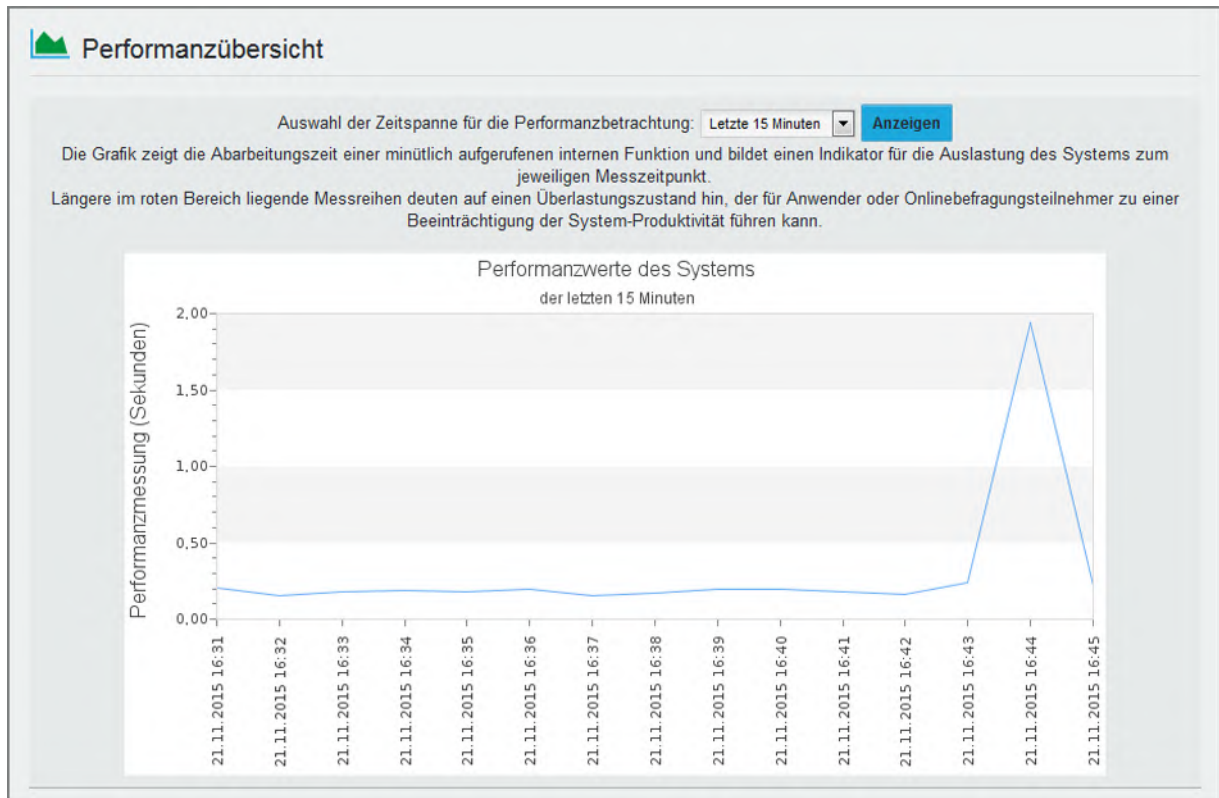 Performanzübersicht
Auswahl der Zeitspanne für die Performanzbetrachtung: Letzte 15 Minuten Anzeigen
Die Grafik zeigt die Abarbeitungszeit einer minütlich aufgerufenen internen Funktion und bildet einen Indikator für die Auslastung des Systems zum
jeweiligen Messzeitpunkt.
Längere im roten Bereich liegende Messreihen deuten auf einen Überlastungszustand hin, der für Anwender oder Onlinebefragungsteilnehmer zu einer
Beeinträchtigung der System-Produktivität führen kann.
Performanzwerte des Systems
der letzten 15 Minuten
Performanzmessung (Sekunden)
2,00
1,50
1,00
0,50
0,00
21.11.2015 16:31
21.11.2015 16:32
21.11.2015 16:33
21.11.2015 16:34
21.11.2015 16:35
21.11.2015 16:36
21.11.2015 16:37
21.11.2015 16:38
21.11.2015 16:39
21.11.2015 16:40
21.11.2015 16:41
21.11.2015 16:42
21.11.2015 16:43
21.11.2015 16:44
21.11.2015 16:45